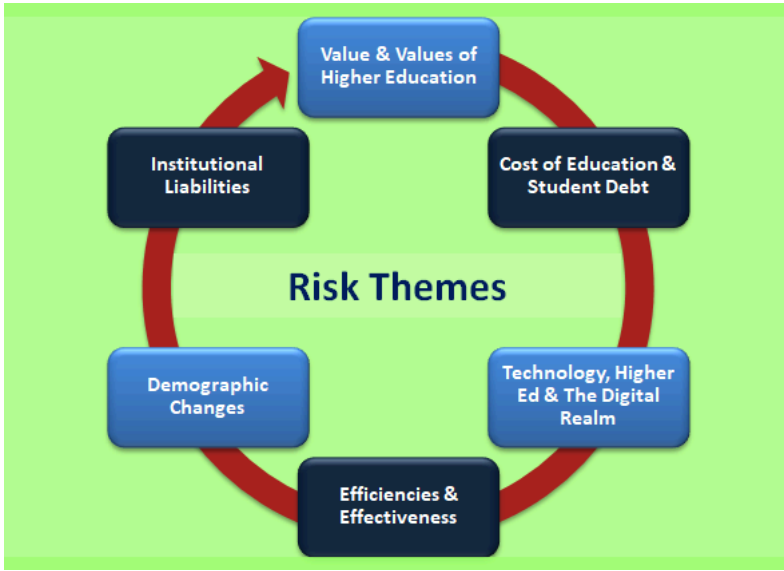 Value & Values of
Higher Education
Cost of Education &
Student Debt
Technology, Higher
Ed & The Digital
Realm
Efficiencies &
Effectiveness
Demographic
Changes
Institutional
Liabilities
Risk Themes